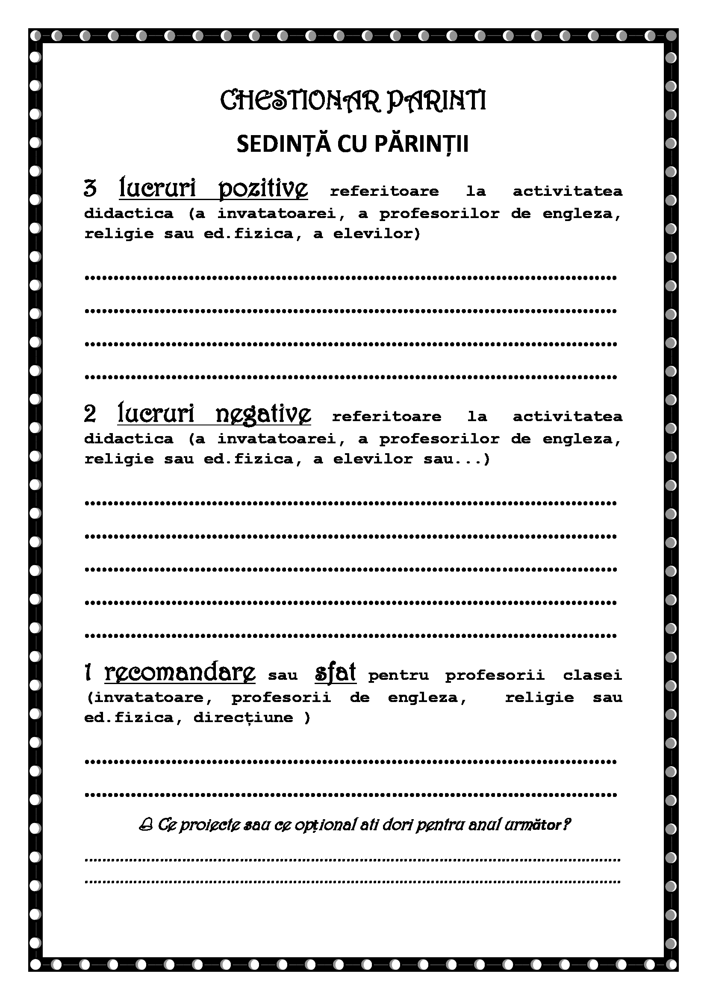 CHESTIONAR PARINTI
SEDINȚĂ CU PĂRINȚII
3 lucruri pozitive referitoare la activitatea
didactica (a invatatoarei, a profesorilor de engleza,
religie sau ed.fizica, a elevilor)
2 lucruri negative referitoare la activitatea
didactica (a invatatoarei, a profesorilor de engleza,
religie sau ed.fizica, a elevilor sau...)
1 recomandare sau sfat pentru profesorii clasei
(invatatoare, profesorii de engleza, religie sau
ed.fizica, direcțiune )
Ce proiecte sau ce opțional ati dori pentru anul următor?